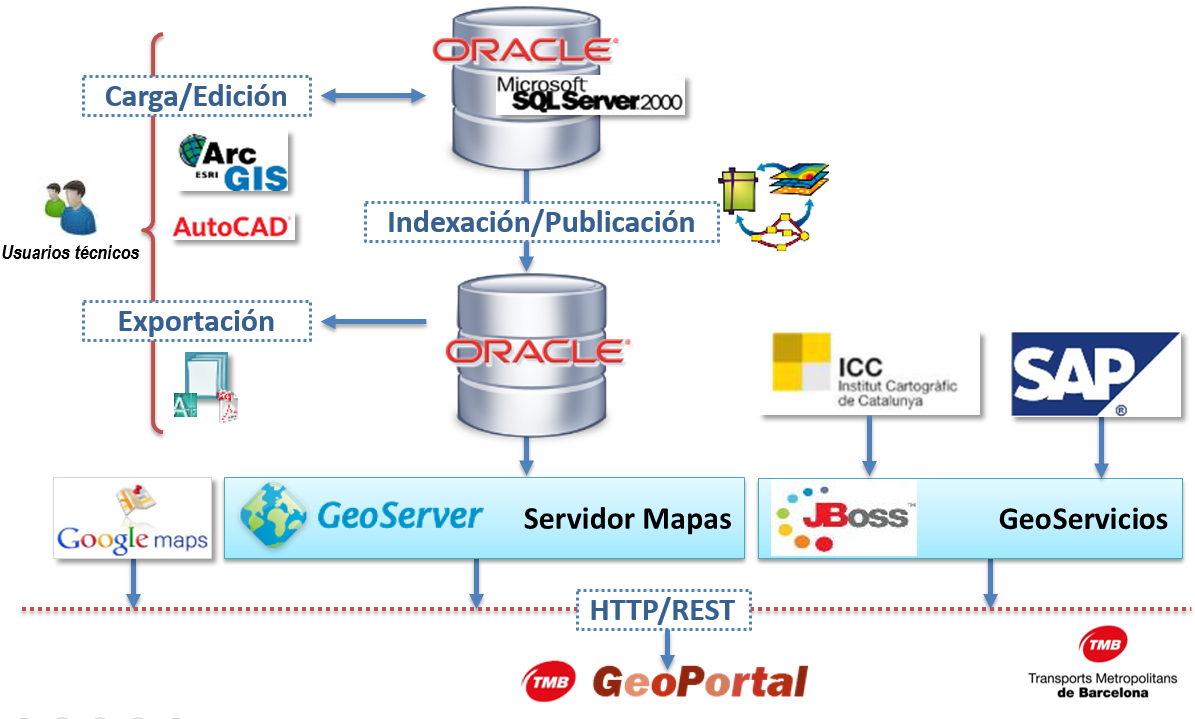 ORACLE
Microsoft
SQL Server 2000
Carga/Edición
Arc
ESRI GIS
AutoCAD
Usuarios técnicos
Indexación/Publicación
Exportación
ORACLE
ICC
Institut Cartogràfic
de Catalunya
SAP
Google maps
GeoServer
Servidor Mapas
JBoss
GeoServicios
HTTP/REST
TMB
GeoPortal
TMB
Transports Metropolitans
de Barcelona